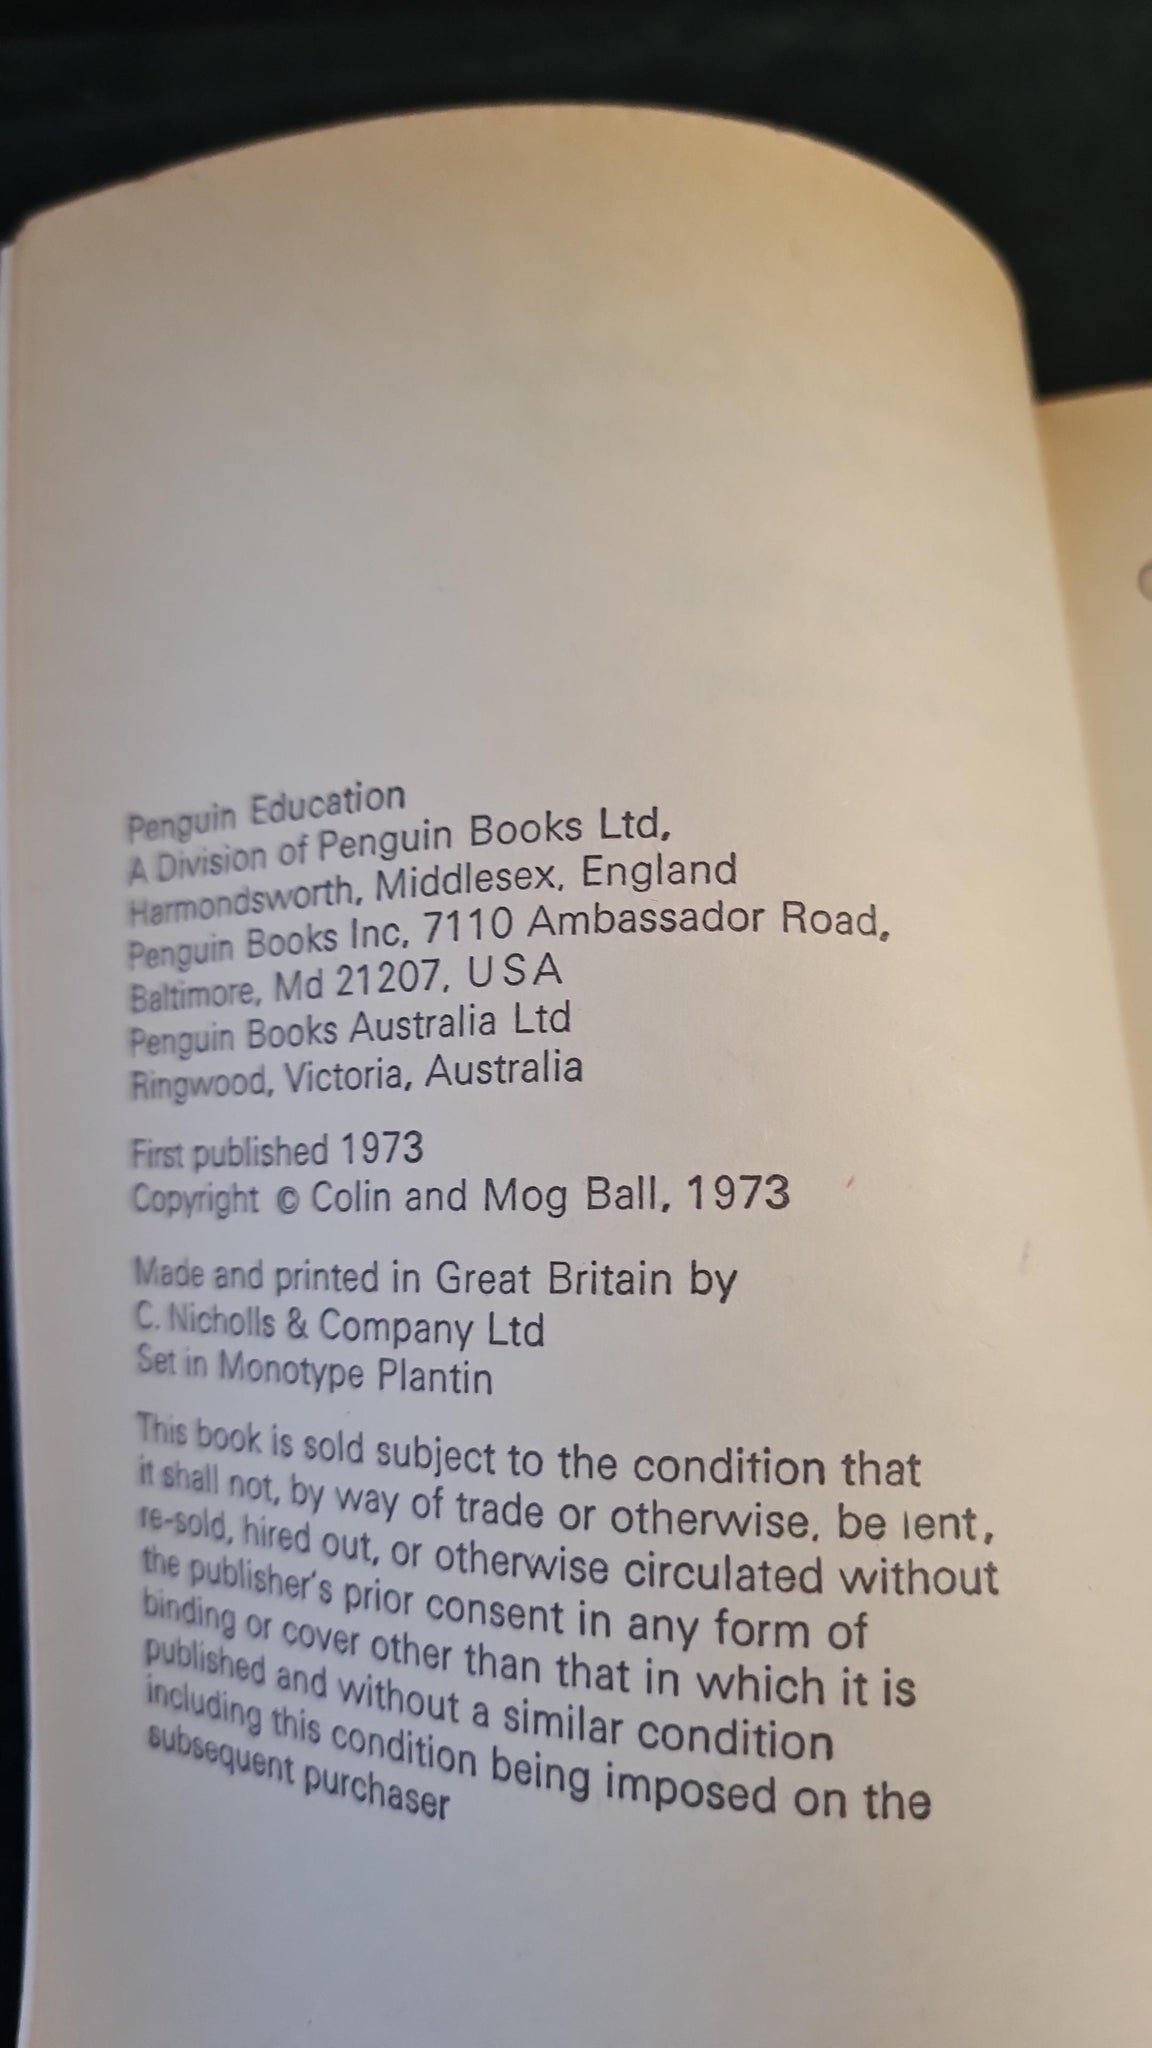 Penguin Education
A Division of Penguin Books Ltd,
Harmondsworth, Middlesex, England
Penguin Books Inc, 7110 Ambassador Road,
Baltimore, Md 21207, USA
Penguin Books Australia Ltd
Ringwood, Victoria, Australia
First published 1973
Copyright © Colin and Mog Ball, 1973
Made and printed in Great Britain by
C. Nicholls & Company Ltd
Set in Monotype Plantin
This book is sold subject to the condition that
it shall not, by way of trade or otherwise, be lent,
re-sold, hired out, or otherwise circulated without
the publisher's prior consent in any form of
binding or cover other than that in which it is
published and without a similar condition
including this condition being imposed on the
subsequent purchaser